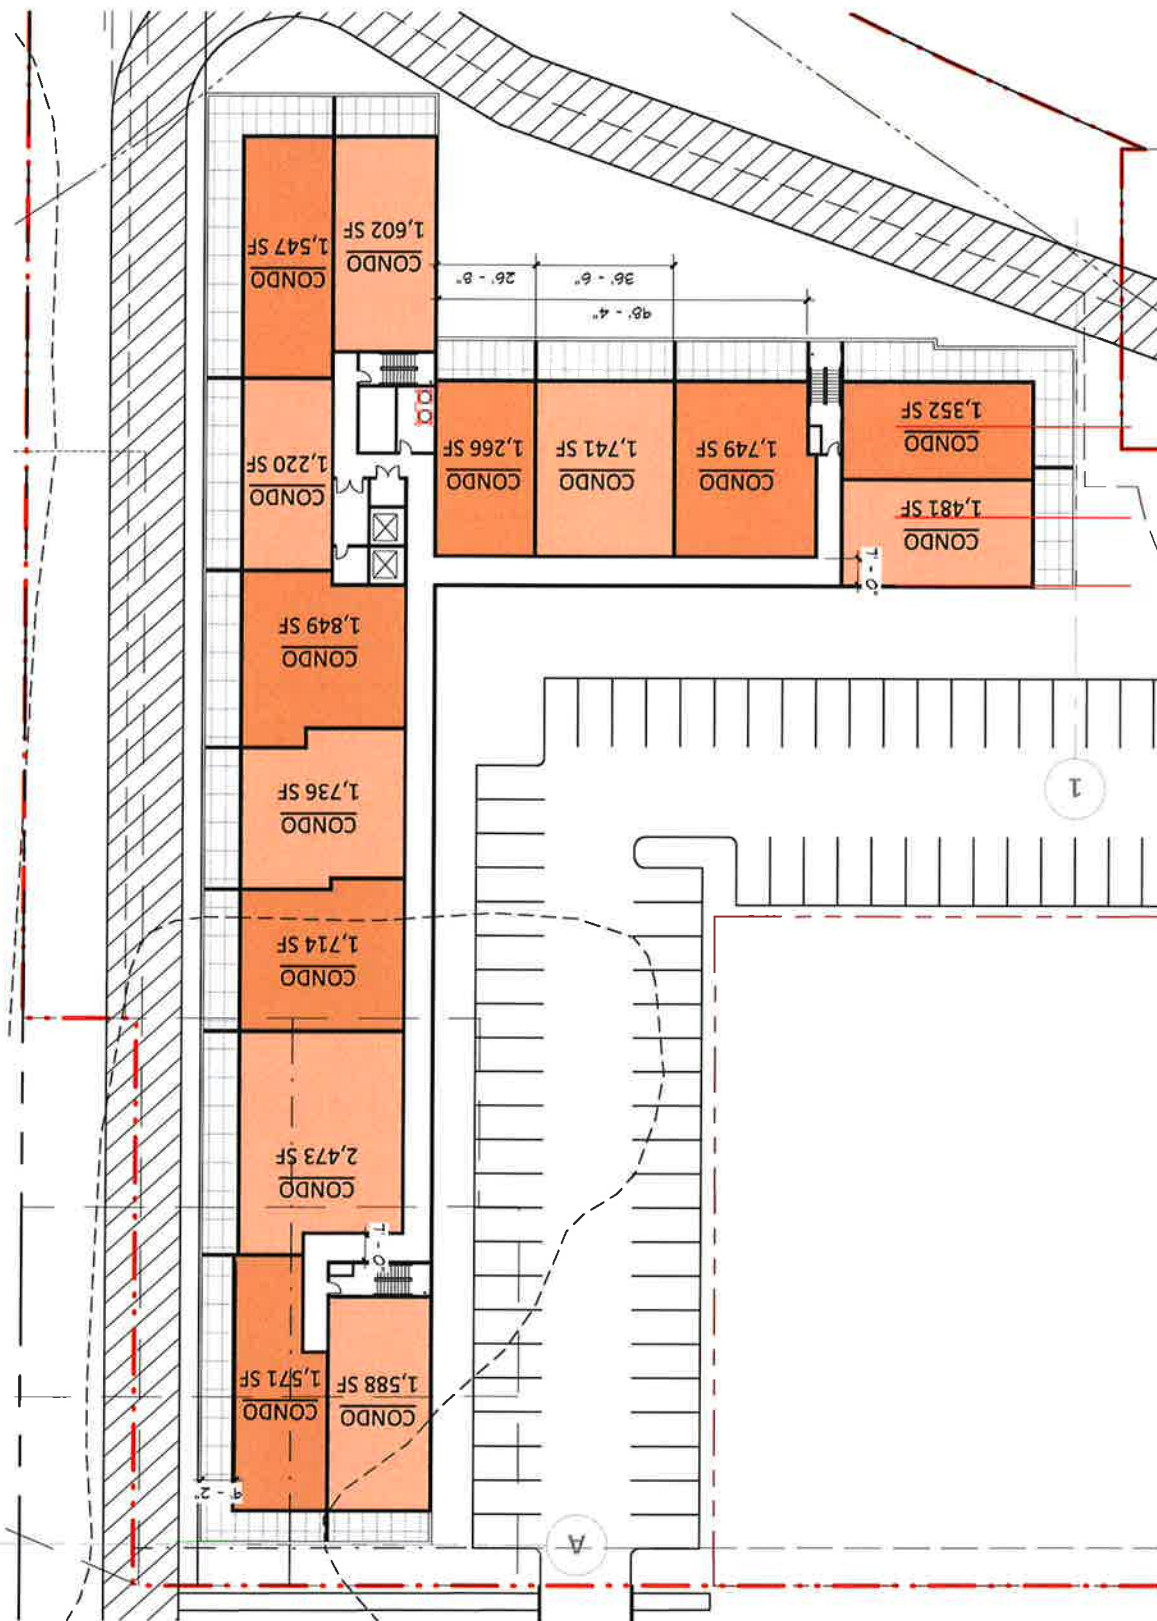 A
9' - 2"
CONDO
1,588 SF
CONDO
1,571 SF
7' - 0"
CONDO
2,473 SF
CONDO
1,714 SF
CONDO
1,736 SF
1
CONDO
1,849 SF
7' - 0"
CONDO
1,481 SF
CONDO
1,352 SF
CONDO
1,749 SF
CONDO
1,741 SF
CONDO
1,266 SF
CONDO
1,220 SF
98' - 4"
36' - 6"
26' - 8"
CONDO
1,602 SF
CONDO
1,547 SF